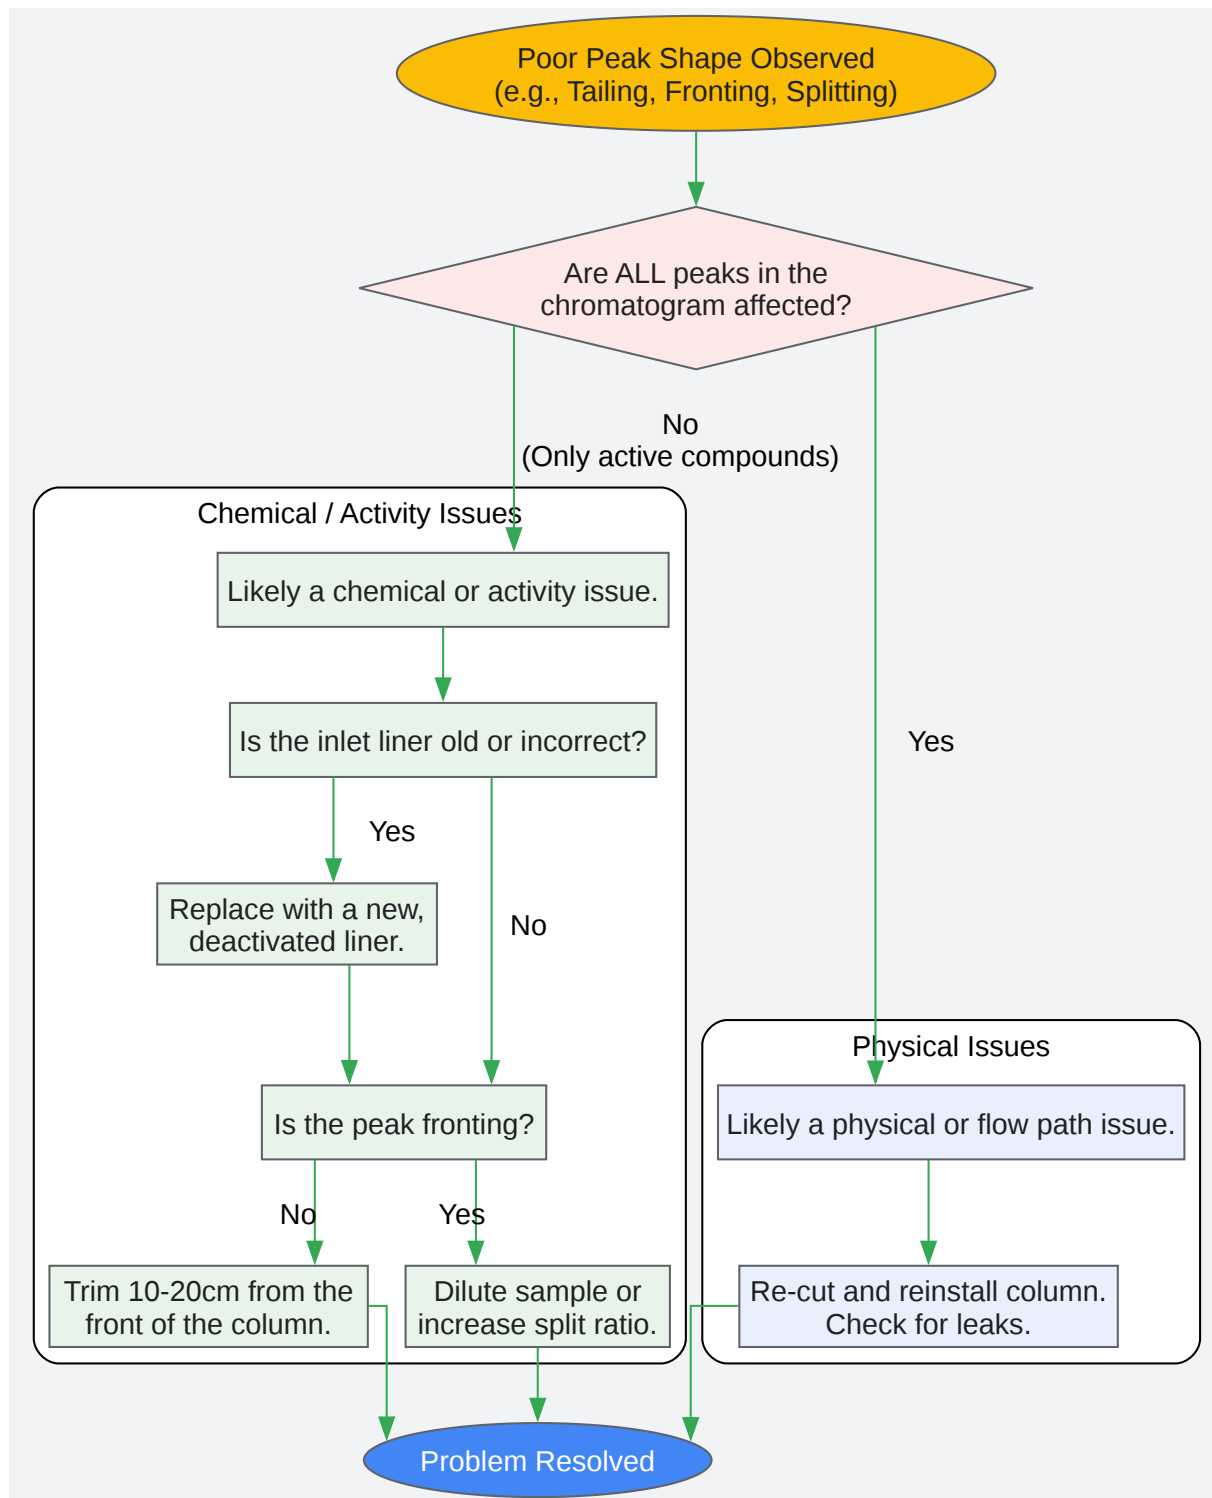 Poor Peak Shape Observed
(e.g., Tailing, Fronting, Splitting)
Are ALL peaks in the
chromatogram affected?
No
(Only active compounds)
Chemical / Activity Issues
Likely a chemical or activity issue.
Is the inlet liner old or incorrect?
Yes
Yes
Replace with a new,
deactivated liner.
No
Physical Issues
Is the peak fronting?
Likely a physical or flow path issue.
No
Yes
Trim 10-20cm from the
front of the column.
Dilute sample or
increase split ratio.
Re-cut and reinstall column.
Check for leaks.
Problem Resolved